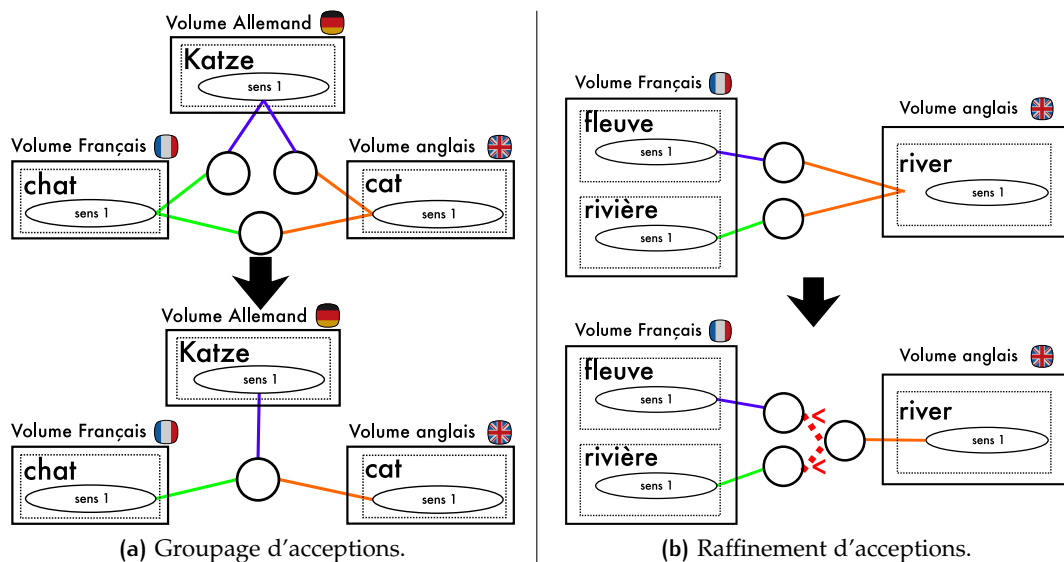 Volume Allemand
Katze
sens 1
Volume Français
chat
sens 1
Volume anglais
cat
sens 1
Volume Allemand
Katze
sens 1
Volume Français
chat
sens 1
Volume anglais
cat
sens 1
(a) Groupage d'acceptions.
Volume Français
fleuve
sens 1
rivière
sens 1
Volume anglais
river
sens 1
Volume Français
fleuve
sens 1
rivière
sens 1
<
<
Volume anglais
river
sens 1
(b) Raffinement d'acceptions.